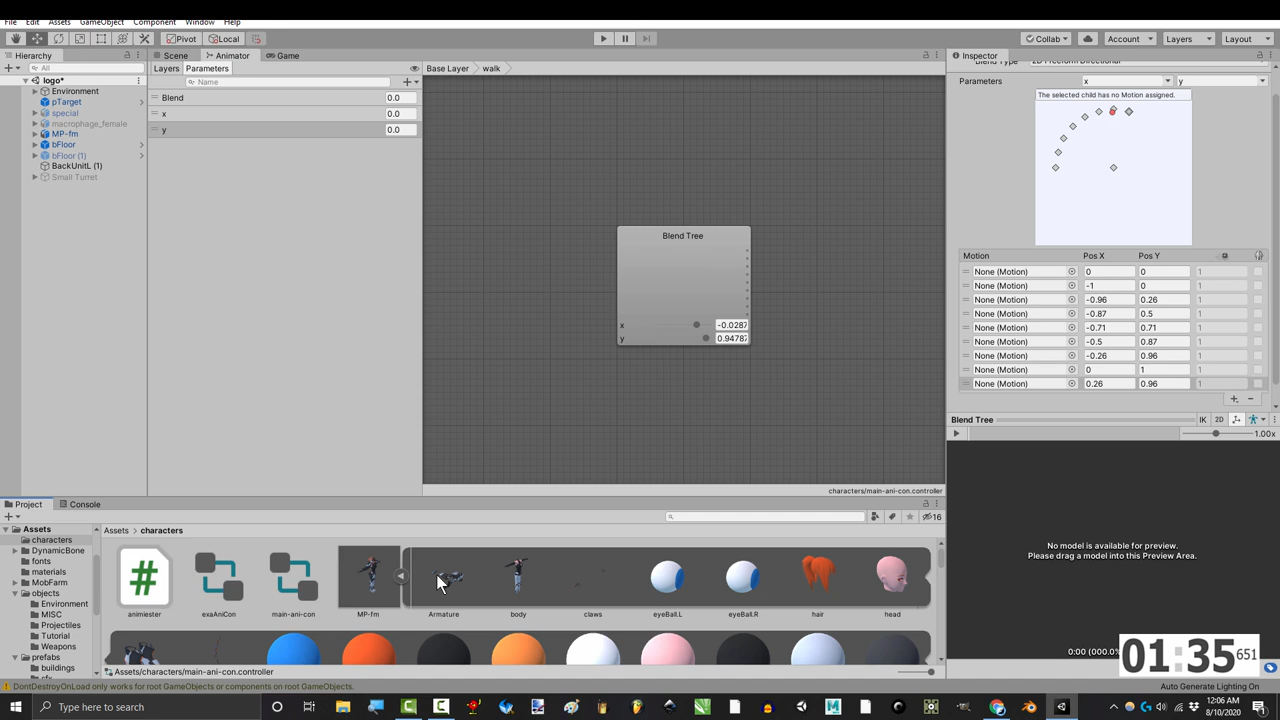 File Edit Assets GameObject Component Window Help
Pivot Local Collab Account Layers Layout
Hierarchy Scene Animator Game Inspector
All Layers Parameters Base Layer walk
Name
logo*
Environment
pTarget
special
macrophage_female
MP-fm
bFloor
bFloor (1)
BackUnitL (1)
Small Turret
Blend 0.0
x 0.0
y 0.0
Blend Tree
x -0.0287
y 0.94787
characters/main-ani-con.controller
Parameters x y
The selected child has no Motion assigned.
Motion Pos X Pos Y
None (Motion) 0 0 1
None (Motion) -1 0 1
None (Motion) -0.96 0.26 1
None (Motion) -0.87 0.5 1
None (Motion) -0.71 0.71 1
None (Motion) -0.5 0.87 1
None (Motion) -0.26 0.96 1
None (Motion) 0 1 1
None (Motion) 0.26 0.96 1
Blend Tree IK 2D
1.00x
No model is available for preview.
Please drag a model into this Preview Area.
0:00 (000.0%
01:35 651
Project Console
16
Assets
characters
DynamicBone
fonts
materials
MobFarm
objects
Environment
MISC
Projectiles
Tutorial
Weapons
prefabs
buildings
Assets > characters
#
animiester exaAniCon main-ani-con MP-fm Armature body claws eyeBall.L eyeBall.R hair head
Assets/characters/main-ani-con.controller
DontDestroyOnLoad only works for root GameObjects or components on root GameObjects.
Auto Generate Lighting On
Type here to search
12:06 AM
8/10/2020